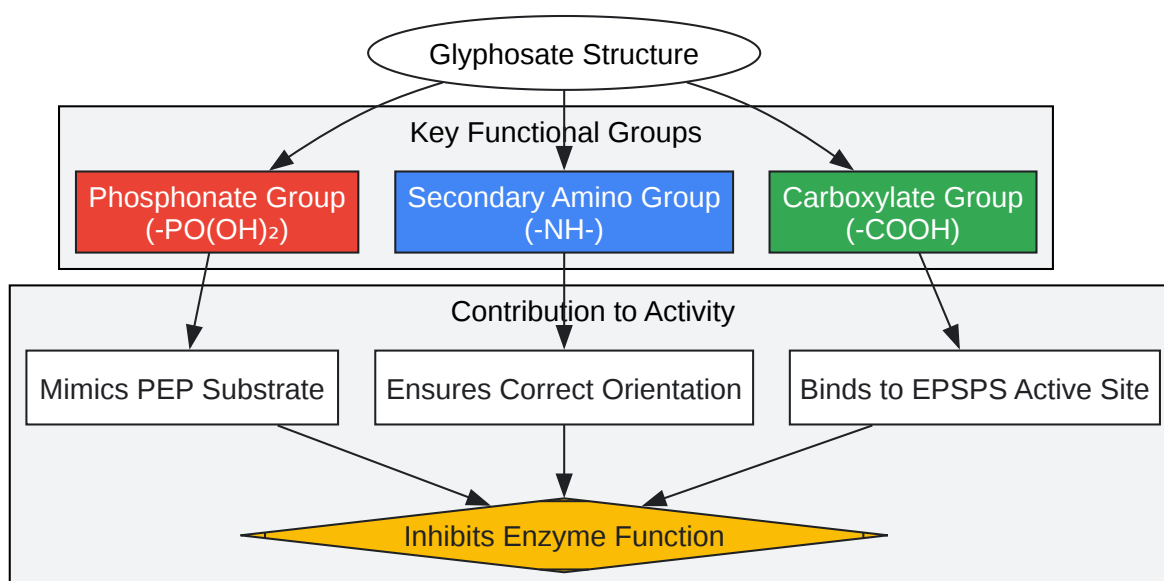 Glyphosate Structure
Key Functional Groups
Phosphonate Group
(-PO(OH)₂)
Secondary Amino Group
(-NH-)
Carboxylate Group
(-COOH)
Contribution to Activity
Mimics PEP Substrate
Ensures Correct Orientation
Binds to EPSPS Active Site
Inhibits Enzyme Function